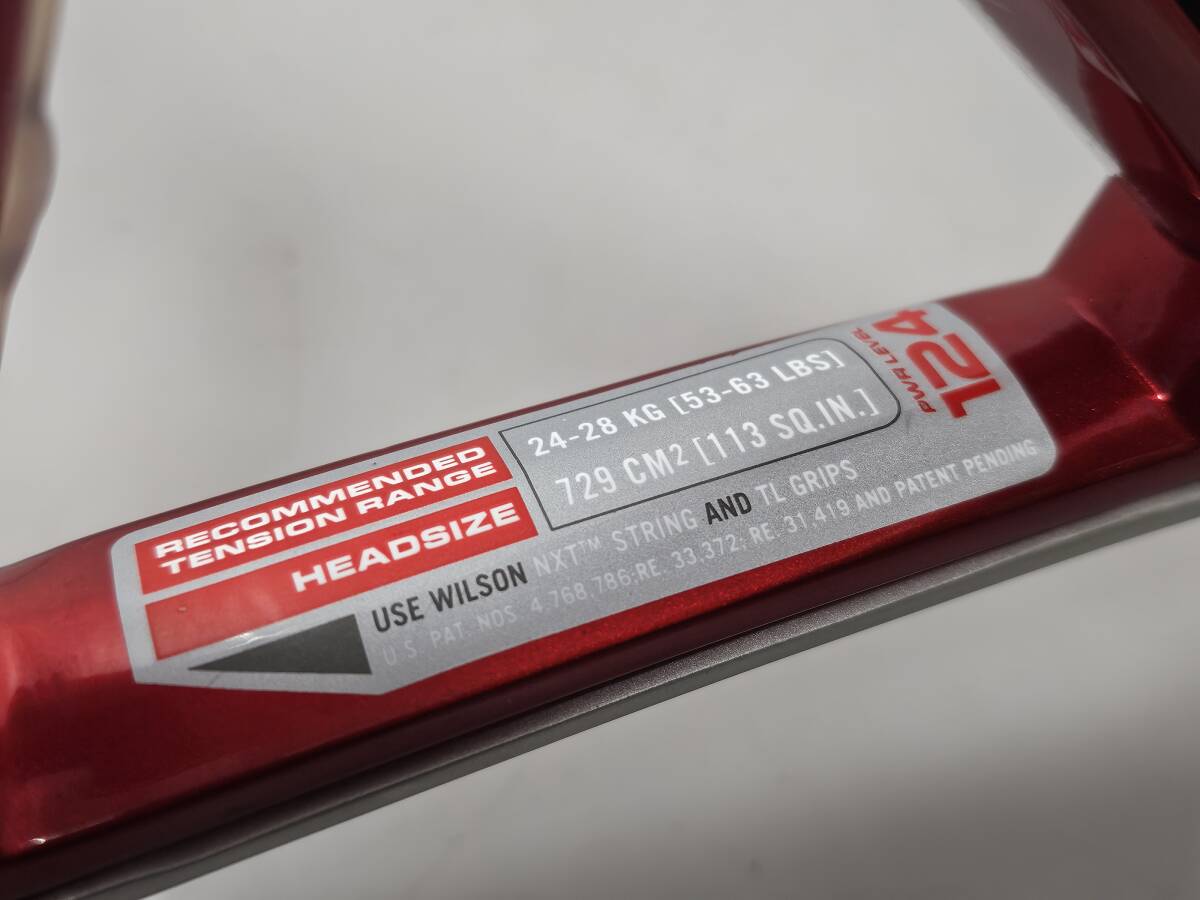 RECOMMENDED
TENSION RANGE
24-28 KG [53-63 LBS]
HEADSIZE
729 CM² [113 SQ.IN.]
PWR LEVEL
124
USE WILSON NXT™ STRING AND TL GRIPS
U.S. PAT. NOS. 4,768,786;RE. 33,372; RE. 31,419 AND PATENT PENDING